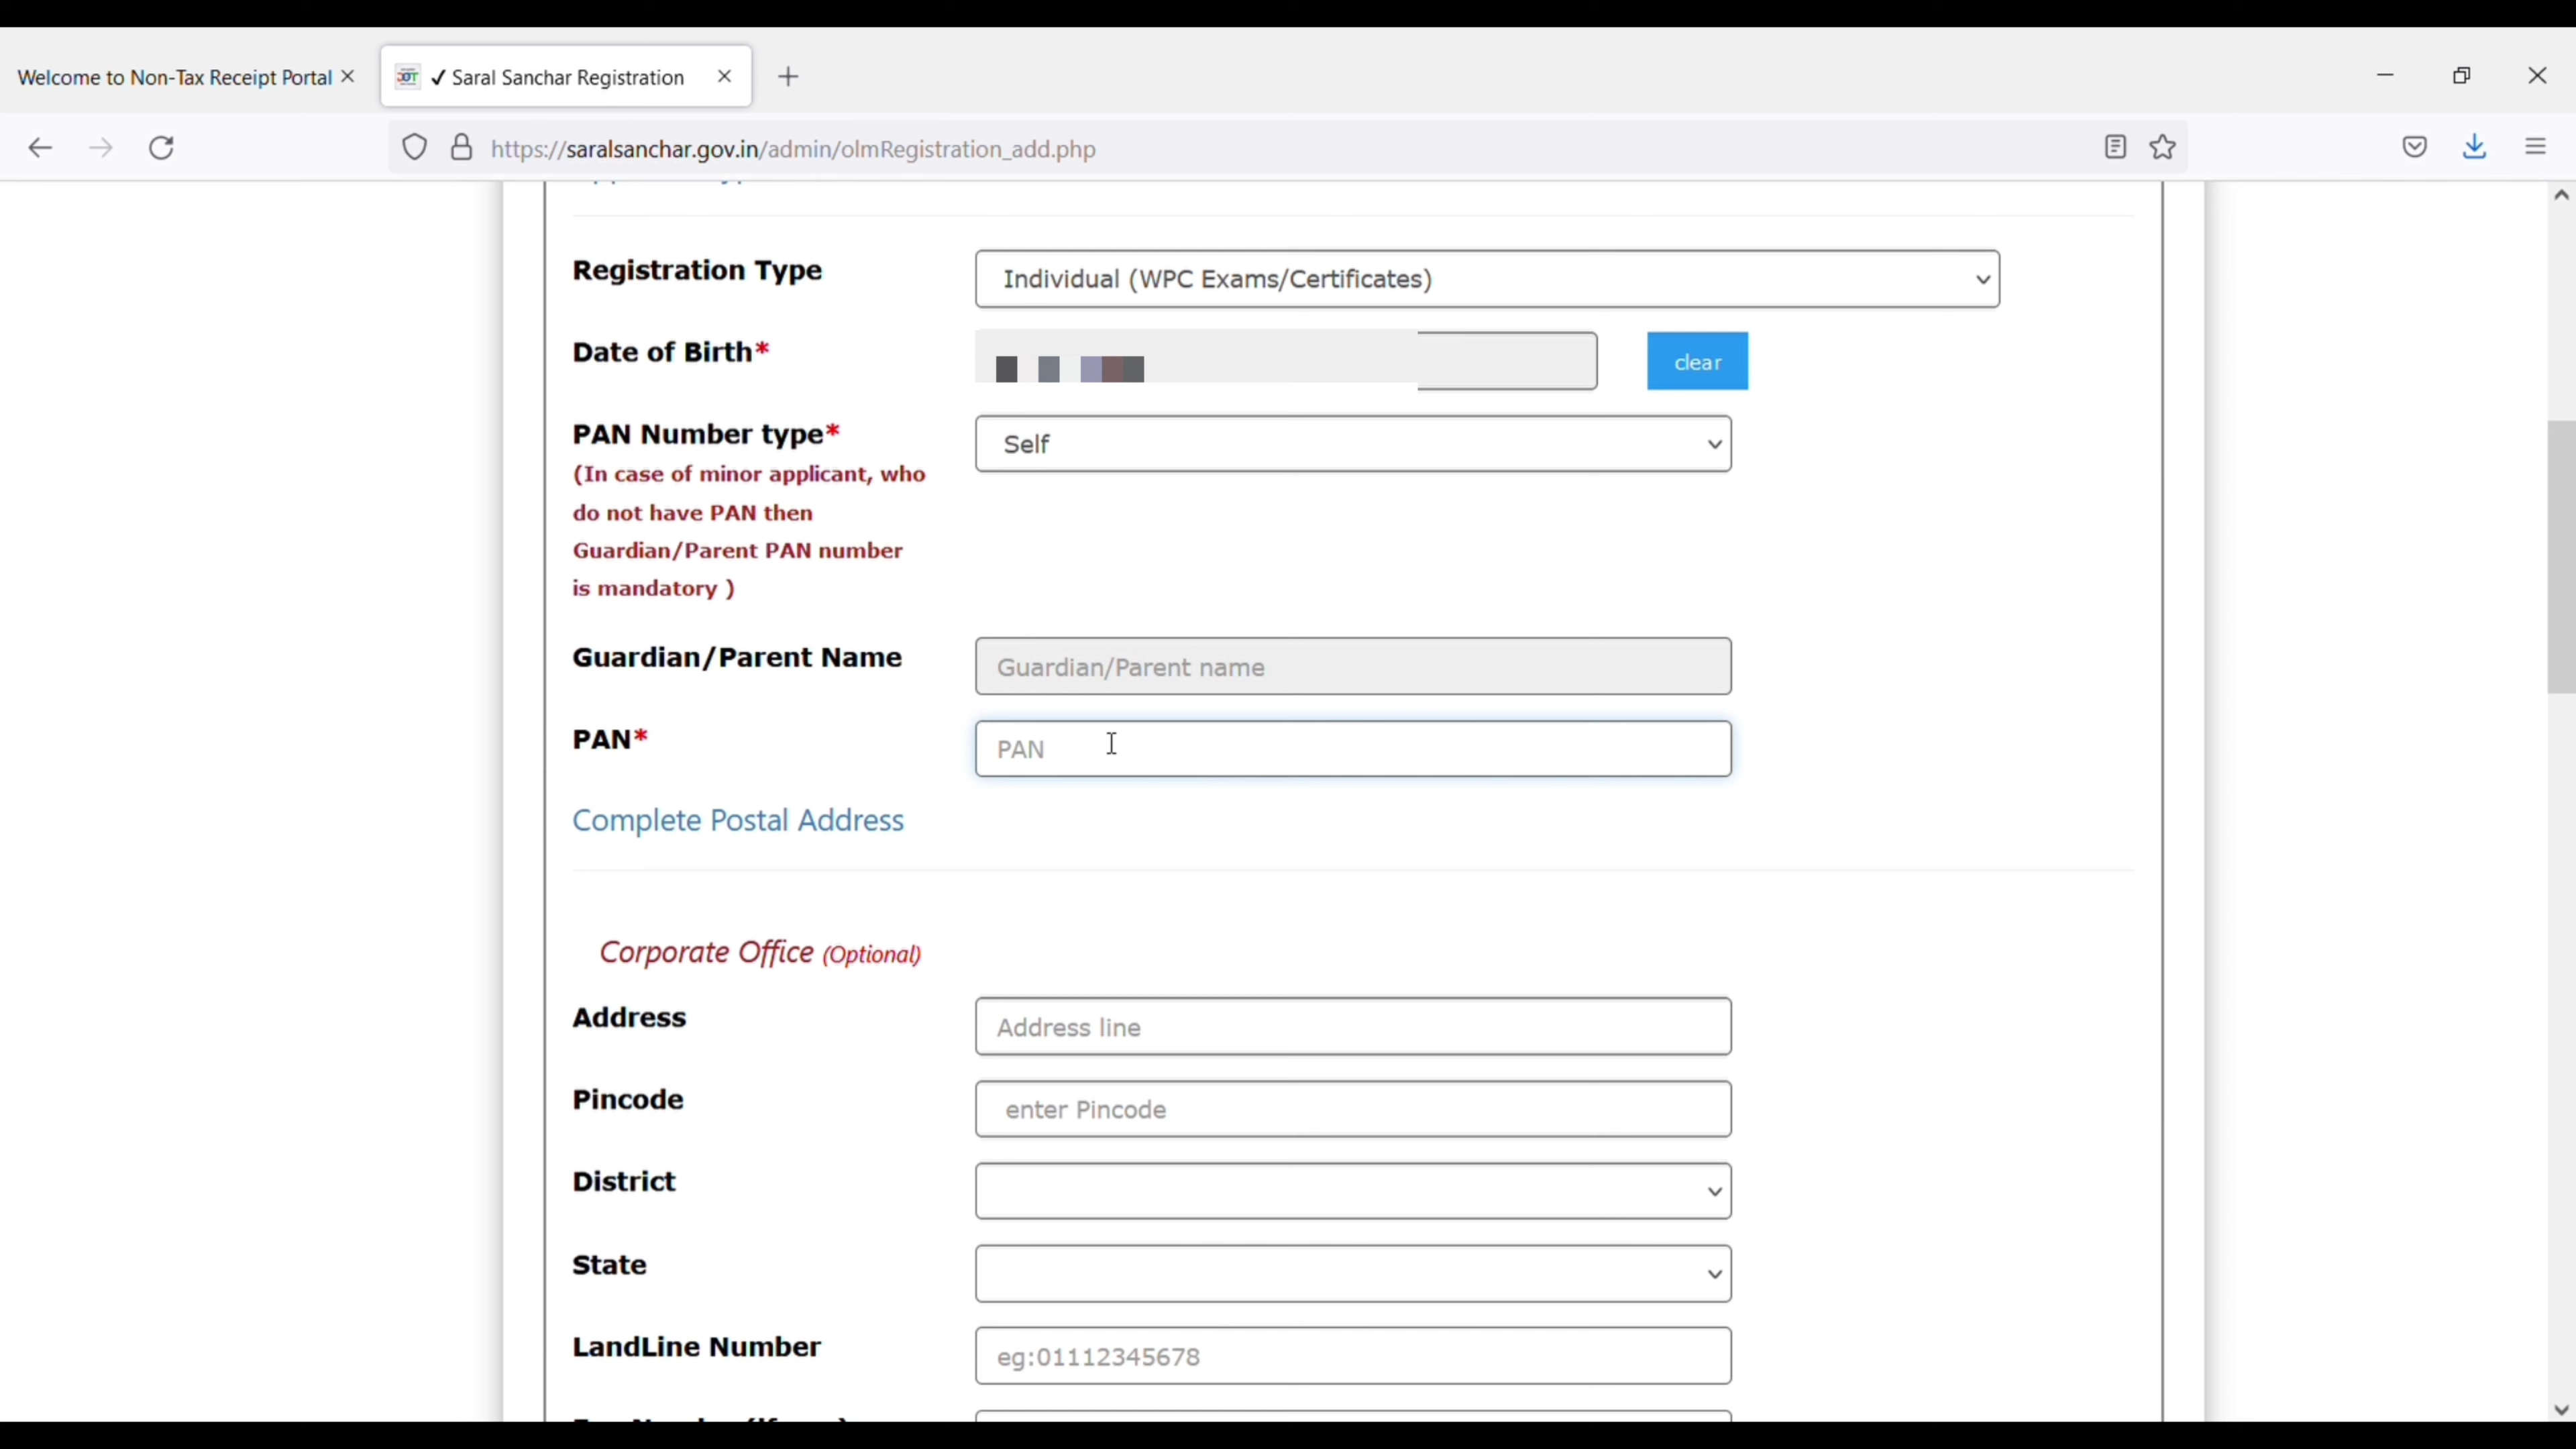 Welcome to Non-Tax Receipt Portal
✓ Saral Sanchar Registration
https://saralsanchar.gov.in/admin/olmRegistration_add.php
Registration Type
Individual (WPC Exams/Certificates)
Date of Birth*
clear
PAN Number type*
Self
(In case of minor applicant, who
do not have PAN then
Guardian/Parent PAN number
is mandatory )
Guardian/Parent Name
Guardian/Parent name
PAN*
PAN
Complete Postal Address
Corporate Office (Optional)
Address
Address line
Pincode
enter Pincode
District
State
LandLine Number
eg:01112345678